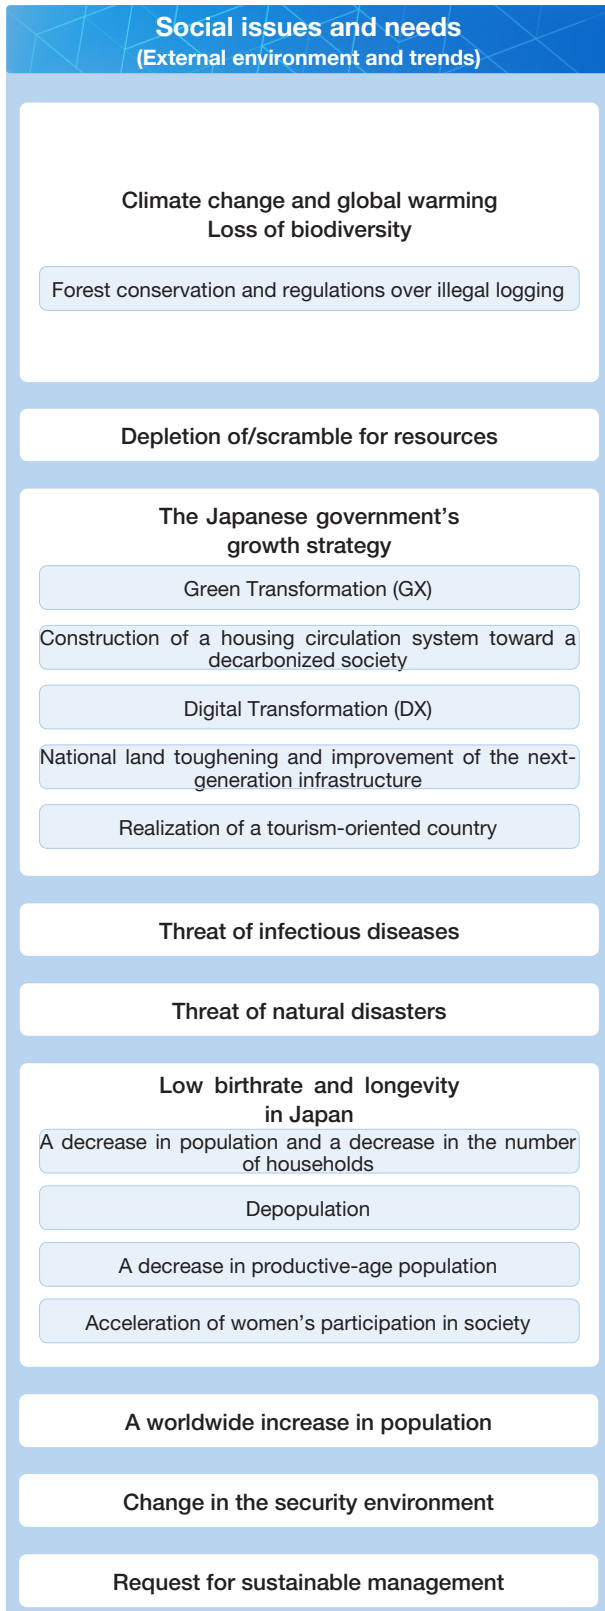 Social issues and needs
(External environment and trends)
Climate change and global warming
Loss of biodiversity
Forest conservation and regulations over illegal logging
Depletion of/scramble for resources
The Japanese government’s
growth strategy
Green Transformation (GX)
Construction of a housing circulation system toward a
decarbonized society
Digital Transformation (DX)
National land toughening and improvement of the next-
generation infrastructure
Realization of a tourism-oriented country
Threat of infectious diseases
Threat of natural disasters
Low birthrate and longevity
in Japan
A decrease in population and a decrease in the number
of households
Depopulation
A decrease in productive-age population
Acceleration of women’s participation in society
A worldwide increase in population
Change in the security environment
Request for sustainable management